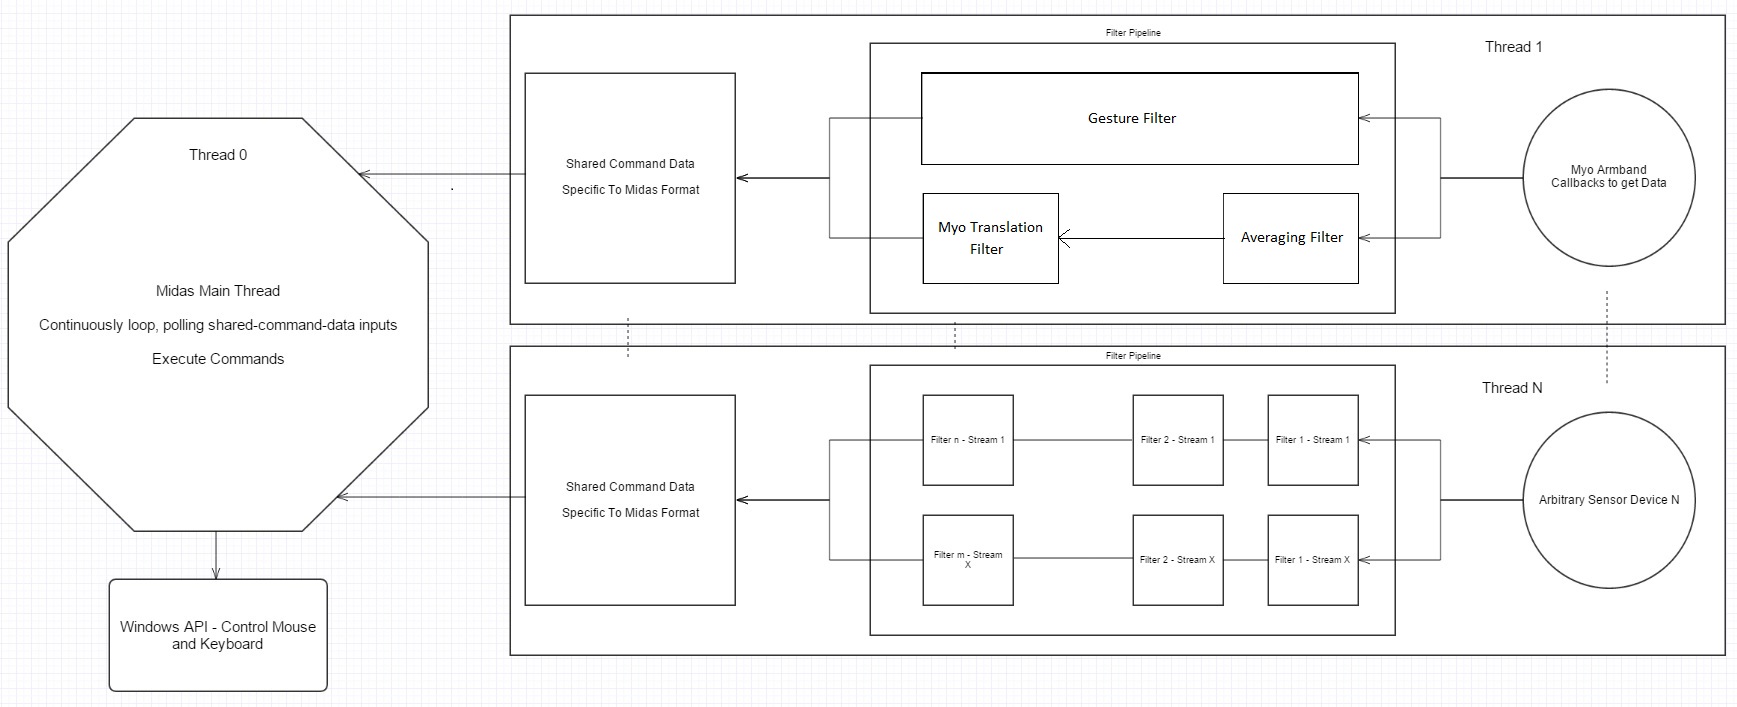 Thread 0
Midas Main Thread
Continuously loop, polling shared-command-data inputs
Execute Commands
Windows API - Control Mouse
and Keyboard
Filter Pipeline
Thread 1
Shared Command Data
Specific To Midas Format
Gesture Filter
Myo Translation
Filter
Averaging Filter
Myo Armband
Callbacks to get Data
Filter Pipeline
Thread N
Shared Command Data
Specific To Midas Format
Filter n - Stream 1
Filter 2 - Stream 1
Filter 1 - Stream 1
Filter m - Stream
X
Filter 2 - Stream X
Filter 1 - Stream X
Arbitrary Sensor Device N